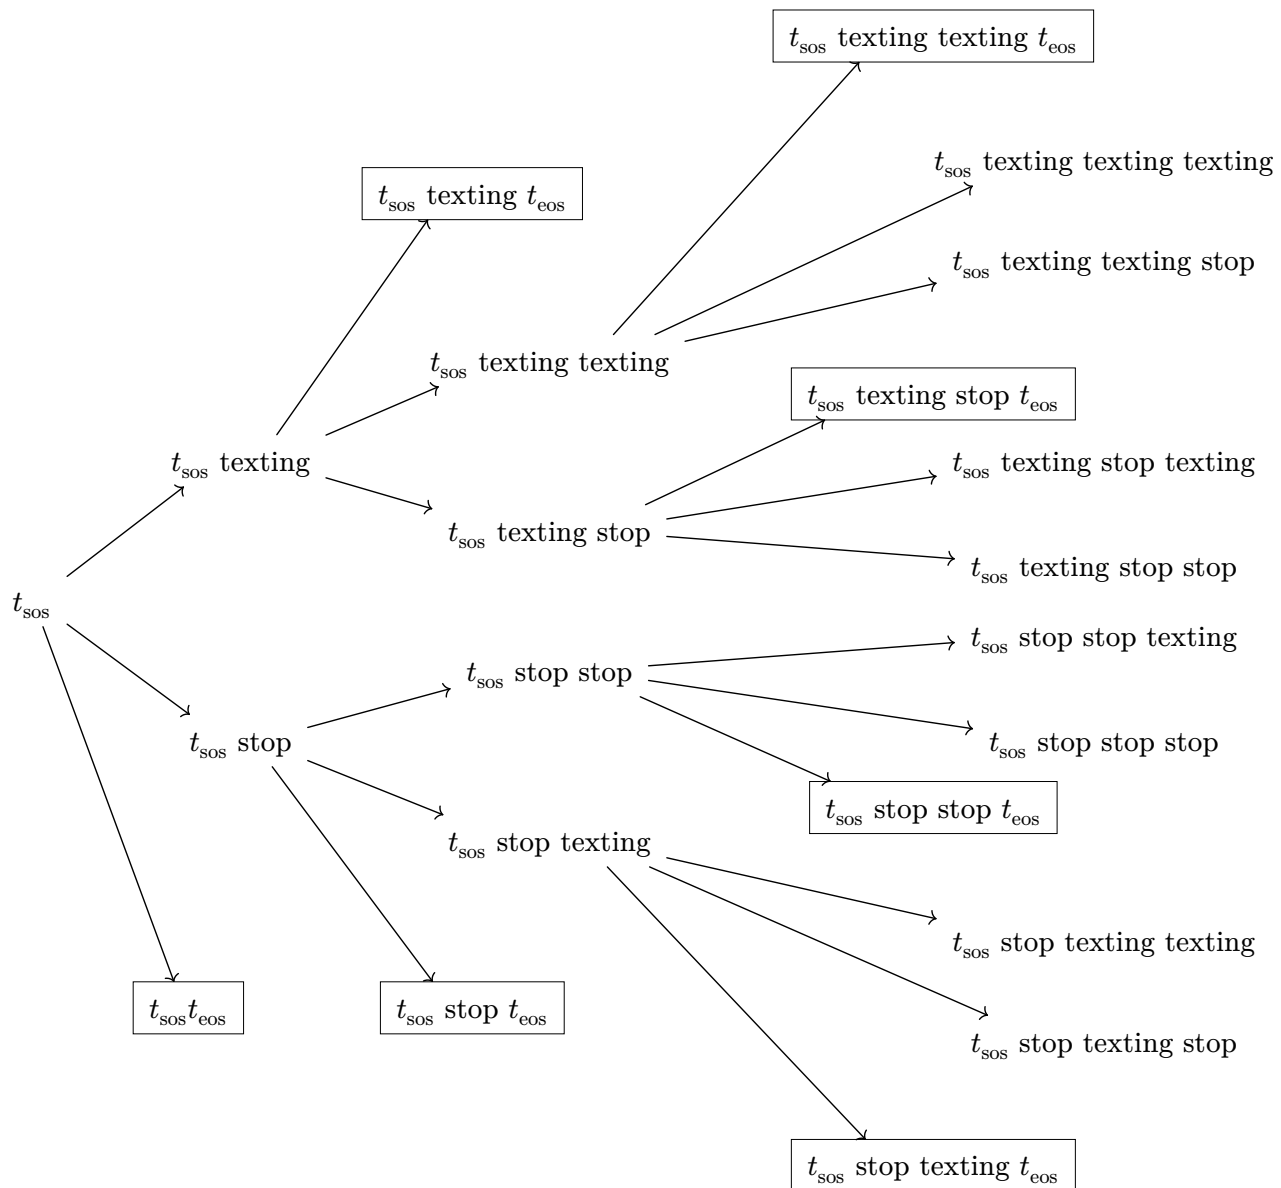 t_sos texting texting t_eos
t_sos texting texting texting
t_sos texting t_eos
t_sos texting texting stop
t_sos texting texting
t_sos texting stop t_eos
t_sos texting
t_sos texting stop texting
t_sos texting stop
t_sos texting stop stop
t_sos
t_sos stop stop texting
t_sos stop stop
t_sos stop
t_sos stop stop stop
t_sos stop stop t_eos
t_sos stop texting
t_sos stop texting texting
t_sos t_eos
t_sos stop t_eos
t_sos stop texting stop
t_sos stop texting t_eos